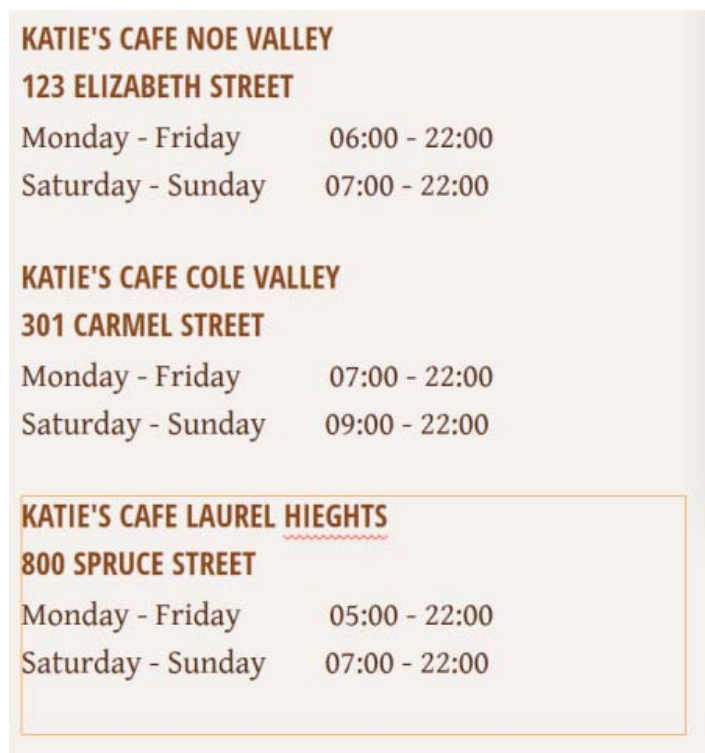 KATIE'S CAFE NOE VALLEY
123 ELIZABETH STREET
Monday - Friday 06:00 - 22:00
Saturday - Sunday 07:00 - 22:00
KATIE'S CAFE COLE VALLEY
301 CARMEL STREET
Monday - Friday 07:00 - 22:00
Saturday - Sunday 09:00 - 22:00
KATIE'S CAFE LAUREL HIEGHTS
800 SPRUCE STREET
Monday - Friday 05:00 - 22:00
Saturday - Sunday 07:00 - 22:00